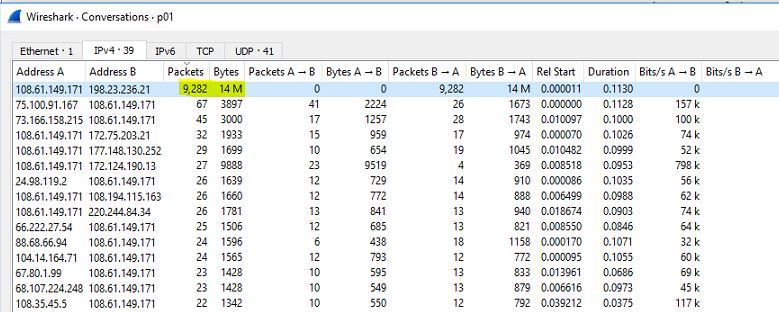 Wireshark · Conversations · p01
Ethernet · 1 IPv4 · 39 IPv6 TCP UDP · 41
Address A Address B Packets Bytes Packets A → B Bytes A → B Packets B → A Bytes B → A Rel Start Duration Bits/s A → B Bits/s B → A
108.61.149.171 198.23.236.21 9,282 14 M 0 0 9,282 14 M 0.000011 0.1130 0
75.100.91.167 108.61.149.171 67 3897 41 2224 26 1673 0.000000 0.1128 157 k
73.166.158.215 108.61.149.171 45 3000 17 1257 28 1743 0.010097 0.1000 100 k
108.61.149.171 172.75.203.21 32 1933 15 959 17 974 0.000070 0.1026 74 k
108.61.149.171 177.148.130.252 29 1699 10 654 19 1045 0.010482 0.0999 52 k
108.61.149.171 172.124.190.13 27 9888 23 9519 4 369 0.008518 0.0953 798 k
24.98.119.2 108.61.149.171 26 1639 12 729 14 910 0.000086 0.1035 56 k
108.61.149.171 108.194.115.163 26 1660 12 772 14 888 0.006499 0.0988 62 k
108.61.149.171 220.244.84.34 26 1781 13 841 13 940 0.018674 0.0903 74 k
66.222.27.54 108.61.149.171 25 1506 12 685 13 821 0.008550 0.0846 64 k
88.68.66.94 108.61.149.171 24 1596 6 438 18 1158 0.000170 0.1071 32 k
104.14.164.71 108.61.149.171 24 1565 12 793 12 772 0.000095 0.1055 60 k
67.80.1.99 108.61.149.171 23 1428 10 595 13 833 0.013961 0.0686 69 k
68.107.224.248 108.61.149.171 23 1428 10 549 13 879 0.006616 0.0973 45 k
108.35.45.5 108.61.149.171 22 1342 10 550 12 792 0.039212 0.0375 117 k